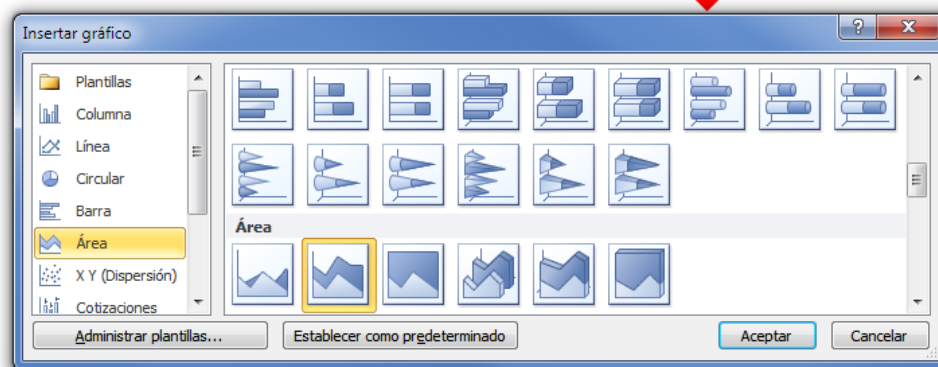 Insertar gráfico
Plantillas
Columna
Línea
Circular
Barra
Área
X Y (Dispersión)
Cotizaciones
Área
Administrar plantillas...
Establecer como predeterminado
Aceptar
Cancelar